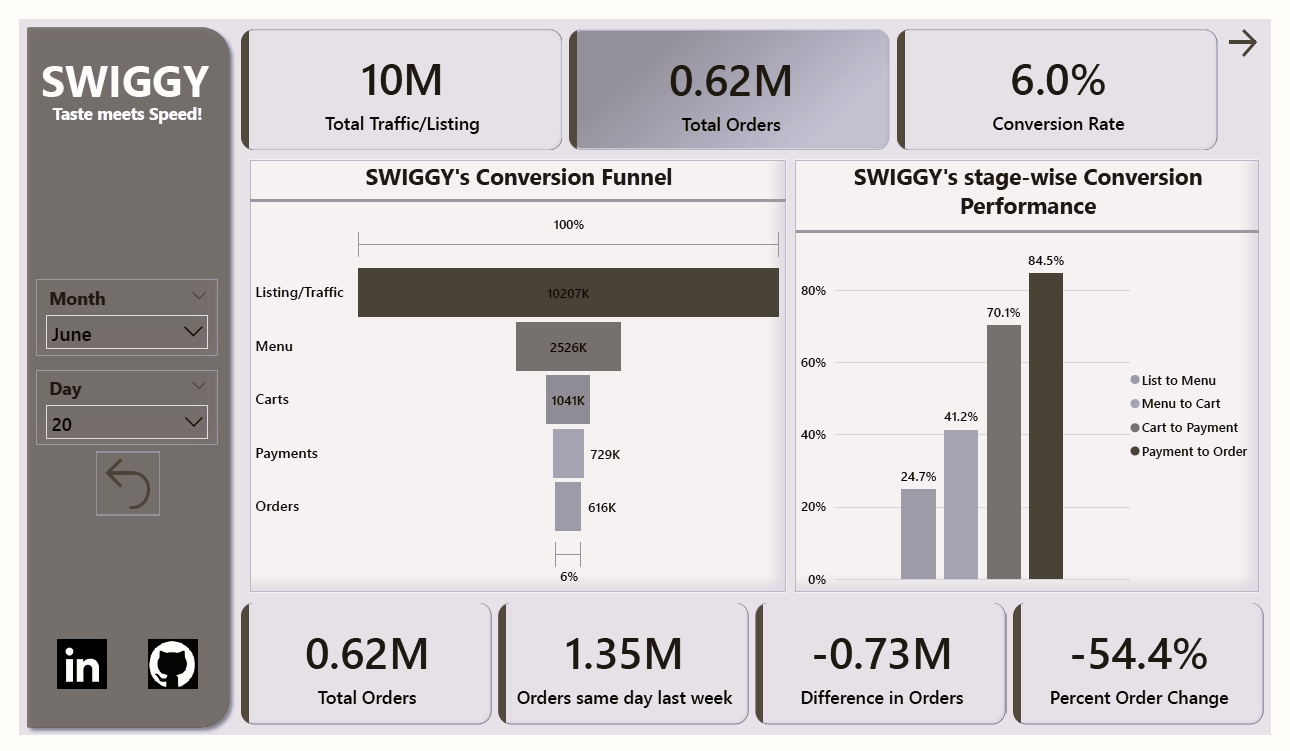 SWIGGY
Taste meets Speed!
Month
June
Day
20
in
10M
Total Traffic/Listing
0.62M
Total Orders
6.0%
Conversion Rate
SWIGGY's Conversion Funnel
100%
Listing/Traffic
10207K
Menu
2526K
Carts
1041K
Payments
729K
Orders
616K
6%
SWIGGY's stage-wise Conversion
Performance
80%
60%
40%
20%
0%
24.7%
41.2%
70.1%
84.5%
List to Menu
Menu to Cart
Cart to Payment
Payment to Order
0.62M
Total Orders
1.35M
Orders same day last week
-0.73M
Difference in Orders
-54.4%
Percent Order Change